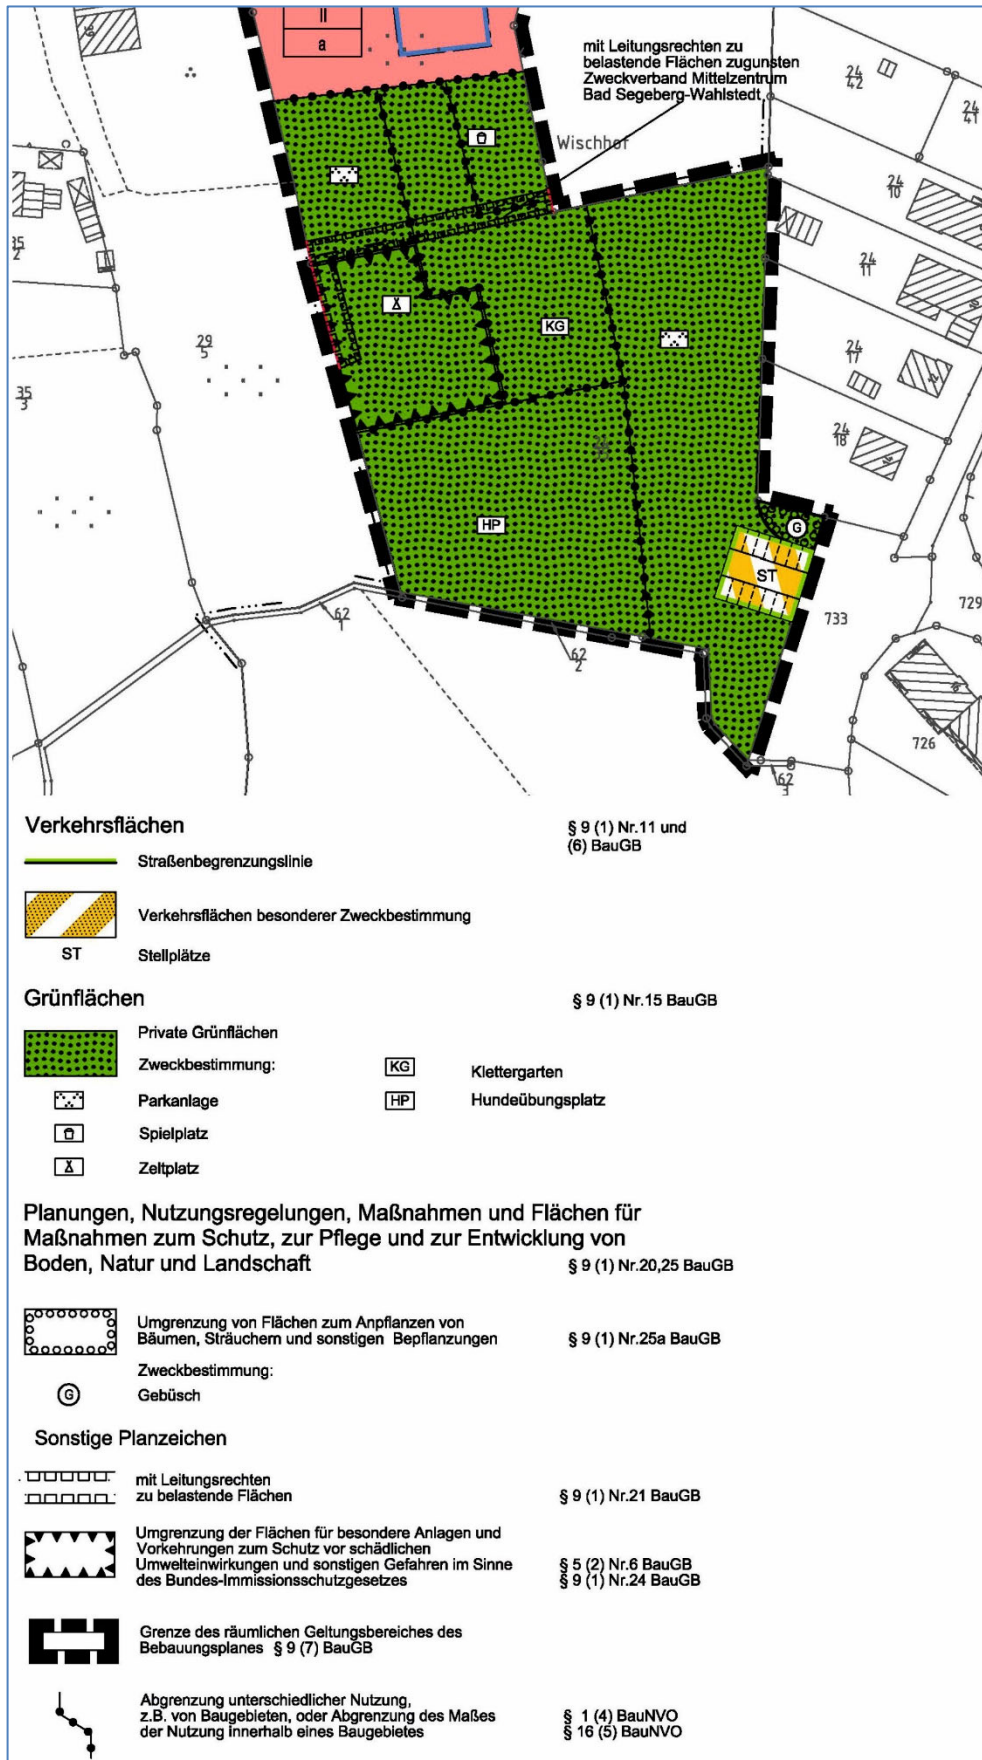 II
a
mit Leitungsrechten zu
belastende Flächen zugunsten
Zweckverband Mittelzentrum
Bad Segeberg-Wahlstedt
Wischhof
24
42
24
41
24
10
24
11
24
17
24
18
35
2
29
5
35
3
KG
HP
G
ST
62
1
62
2
62
3
733
729
726
Verkehrsflächen
§ 9 (1) Nr.11 und
(6) BauGB
Straßenbegrenzungslinie
Verkehrsflächen besonderer Zweckbestimmung
ST Stellplätze
Grünflächen § 9 (1) Nr.15 BauGB
Private Grünflächen
Zweckbestimmung:
KG Klettergarten
Parkanlage
HP Hundeübungsplatz
Spielplatz
Zeltplatz
Planungen, Nutzungsregelungen, Maßnahmen und Flächen für
Maßnahmen zum Schutz, zur Pflege und zur Entwicklung von
Boden, Natur und Landschaft § 9 (1) Nr.20,25 BauGB
Umgrenzung von Flächen zum Anpflanzen von
Bäumen, Sträuchern und sonstigen Bepflanzungen § 9 (1) Nr.25a BauGB
Zweckbestimmung:
G Gebüsch
Sonstige Planzeichen
mit Leitungsrechten
zu belastende Flächen § 9 (1) Nr.21 BauGB
Umgrenzung der Flächen für besondere Anlagen und
Vorkehrungen zum Schutz vor schädlichen
Umwelteinwirkungen und sonstigen Gefahren im Sinne § 5 (2) Nr.6 BauGB
des Bundes-Immissionsschutzgesetzes § 9 (1) Nr.24 BauGB
Grenze des räumlichen Geltungsbereiches des
Bebauungsplanes § 9 (7) BauGB
Abgrenzung unterschiedlicher Nutzung,
z.B. von Baugebieten, oder Abgrenzung des Maßes § 1 (4) BauNVO
der Nutzung innerhalb eines Baugebietes § 16 (5) BauNVO